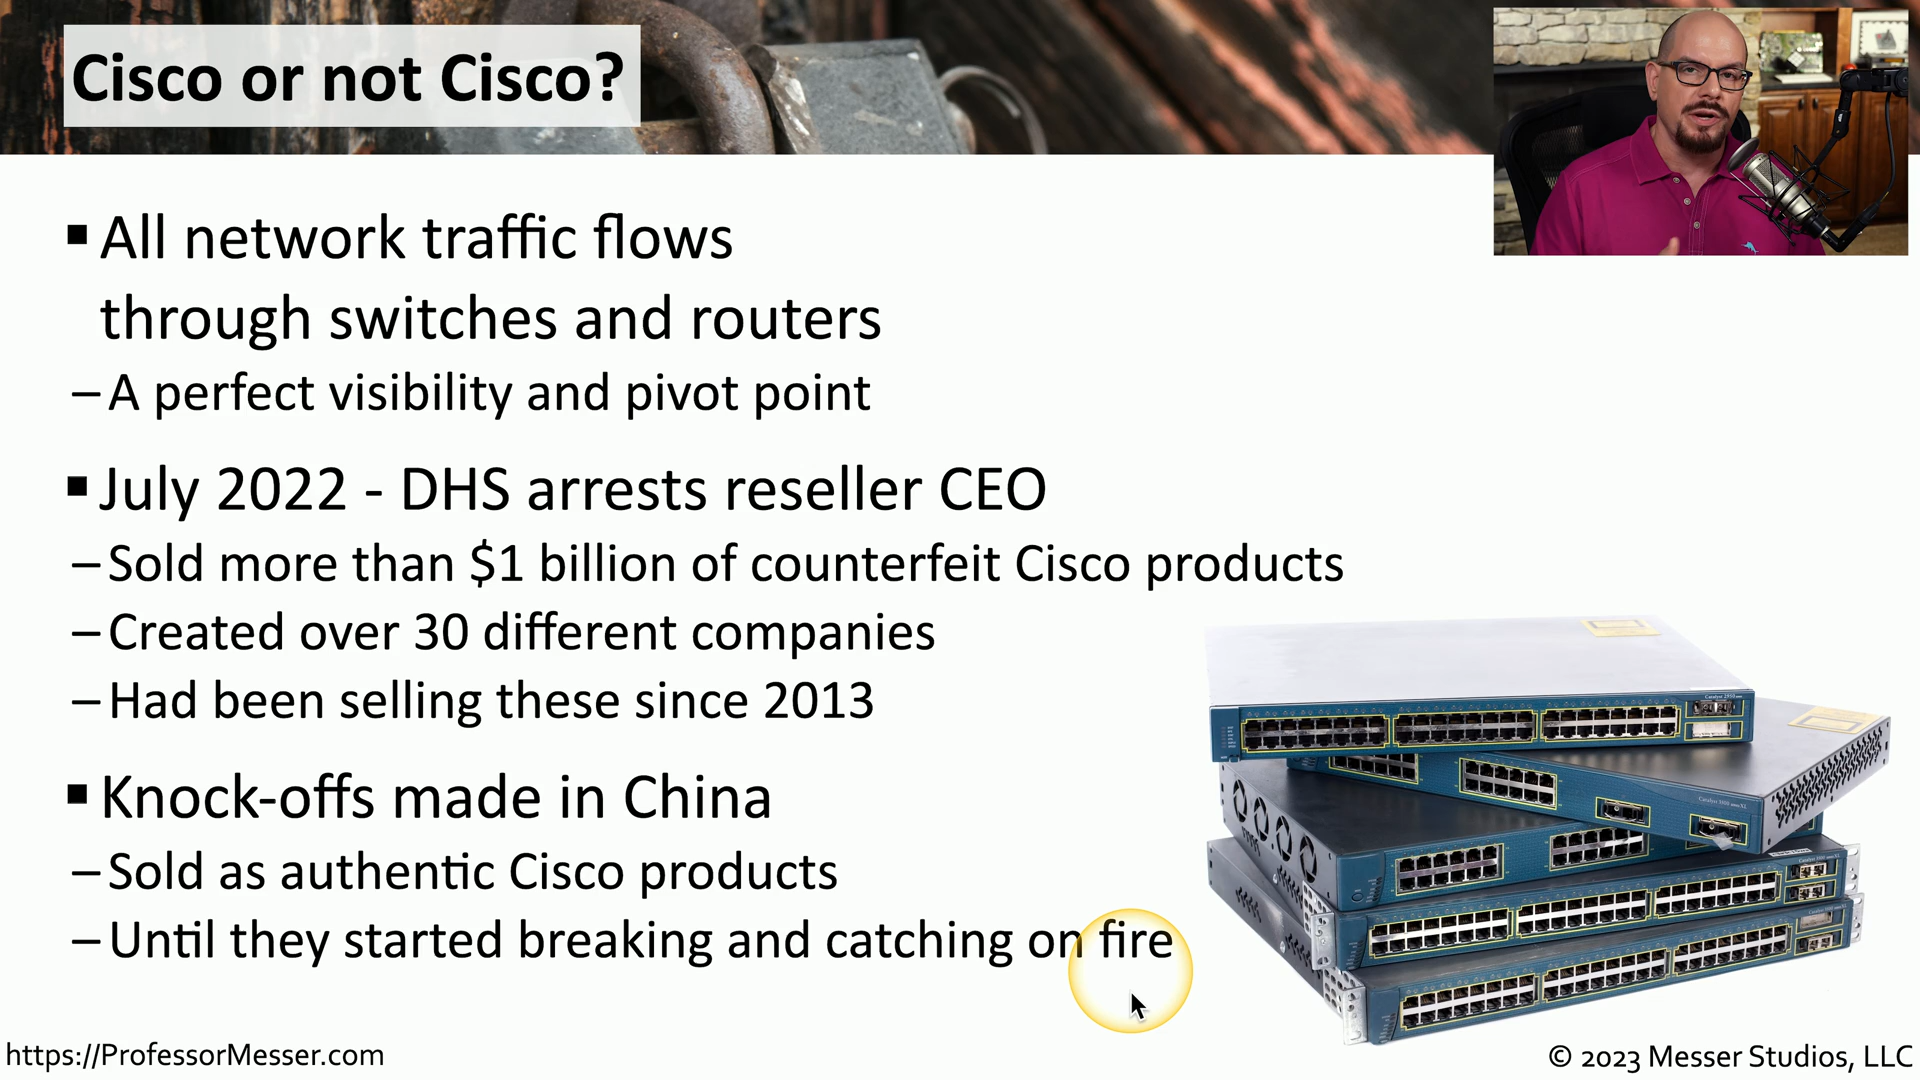 Cisco or not Cisco?
▪ All network traffic flows
through switches and routers
– A perfect visibility and pivot point
▪ July 2022 - DHS arrests reseller CEO
– Sold more than $1 billion of counterfeit Cisco products
– Created over 30 different companies
– Had been selling these since 2013
▪ Knock-offs made in China
– Sold as authentic Cisco products
– Until they started breaking and catching on fire
https://ProfessorMesser.com
© 2023 Messer Studios, LLC